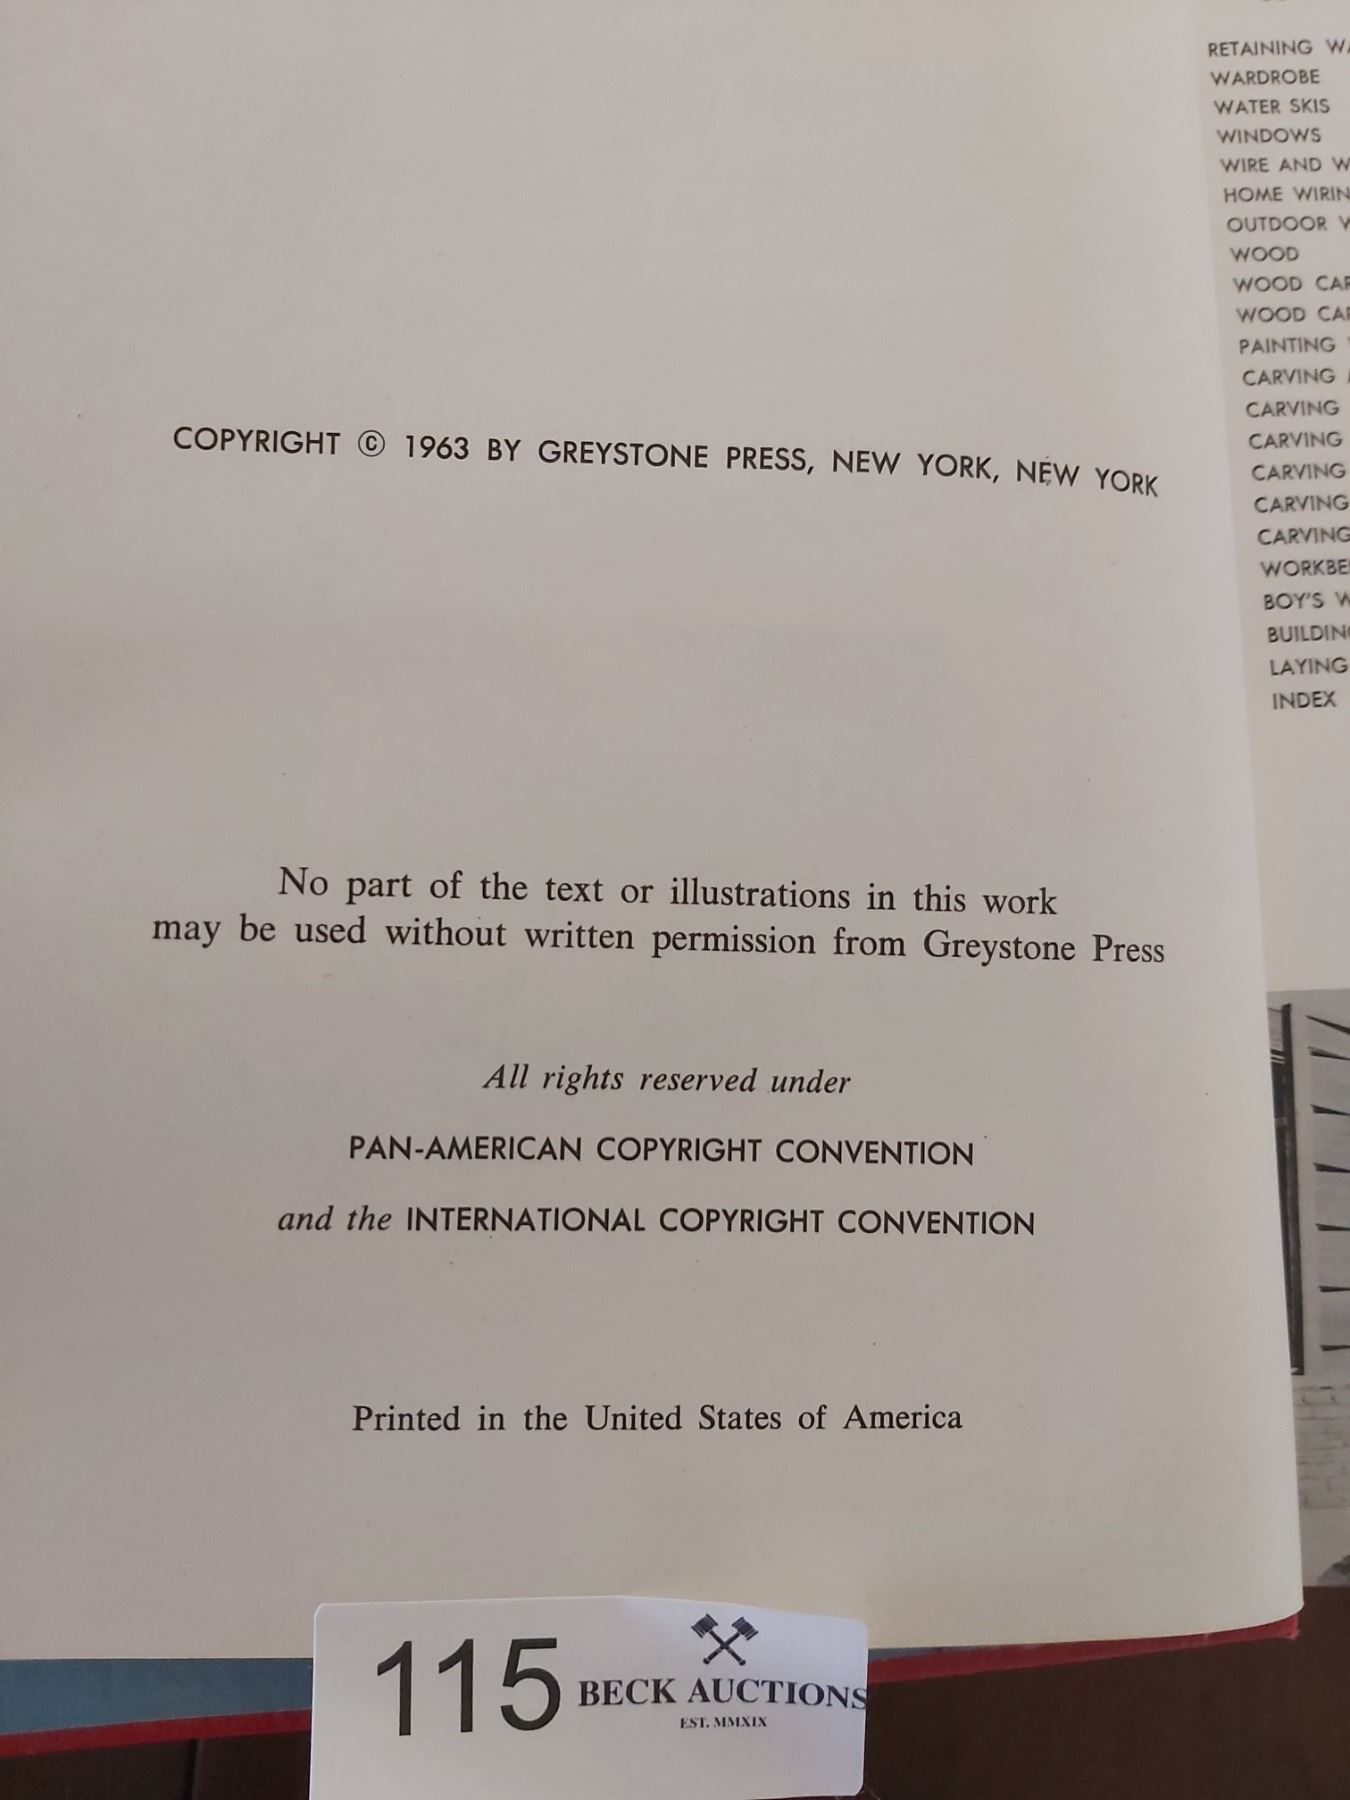 COPYRIGHT © 1963 BY GREYSTONE PRESS, NEW YORK, NEW YORK
No part of the text or illustrations in this work
may be used without written permission from Greystone Press
All rights reserved under
PAN-AMERICAN COPYRIGHT CONVENTION
and the INTERNATIONAL COPYRIGHT CONVENTION
Printed in the United States of America
RETAINING
WARDROBE
WATER SKIS
WINDOWS
WIRE AND
HOME
OUTDOOR
WOOD
WOOD
WOOD
PAINTING
CARVING
CARVING
CARVING
CARVING
CARVING
CARVING
BOY'S
LAYING
INDEX
115
BECK AUCTIONS
EST. MMXIX